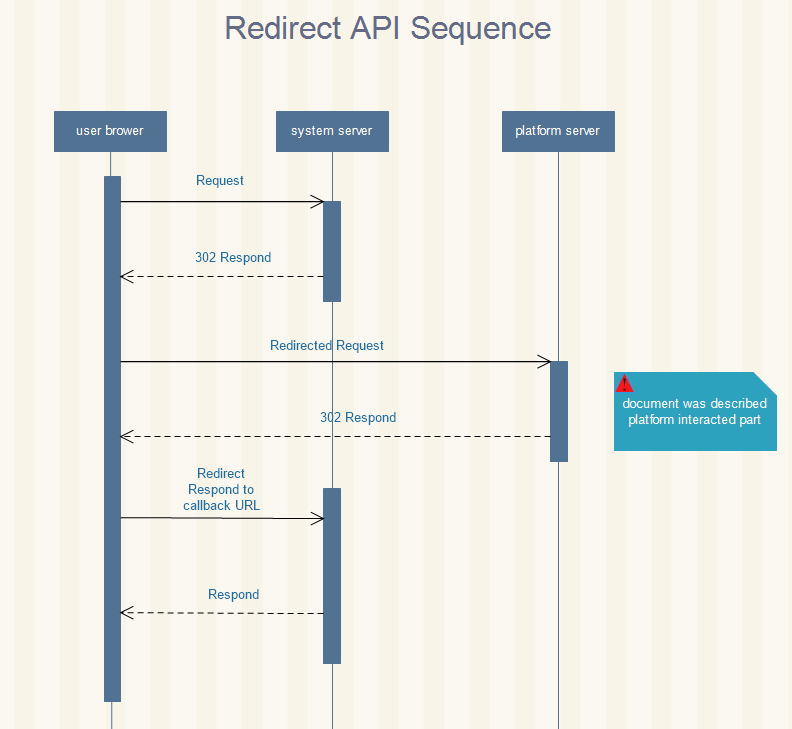 Redirect API Sequence
user brower
system server
platform server
Request
302 Respond
Redirected Request
document was described
platform interacted part
302 Respond
Redirect
Respond to
callback URL
Respond